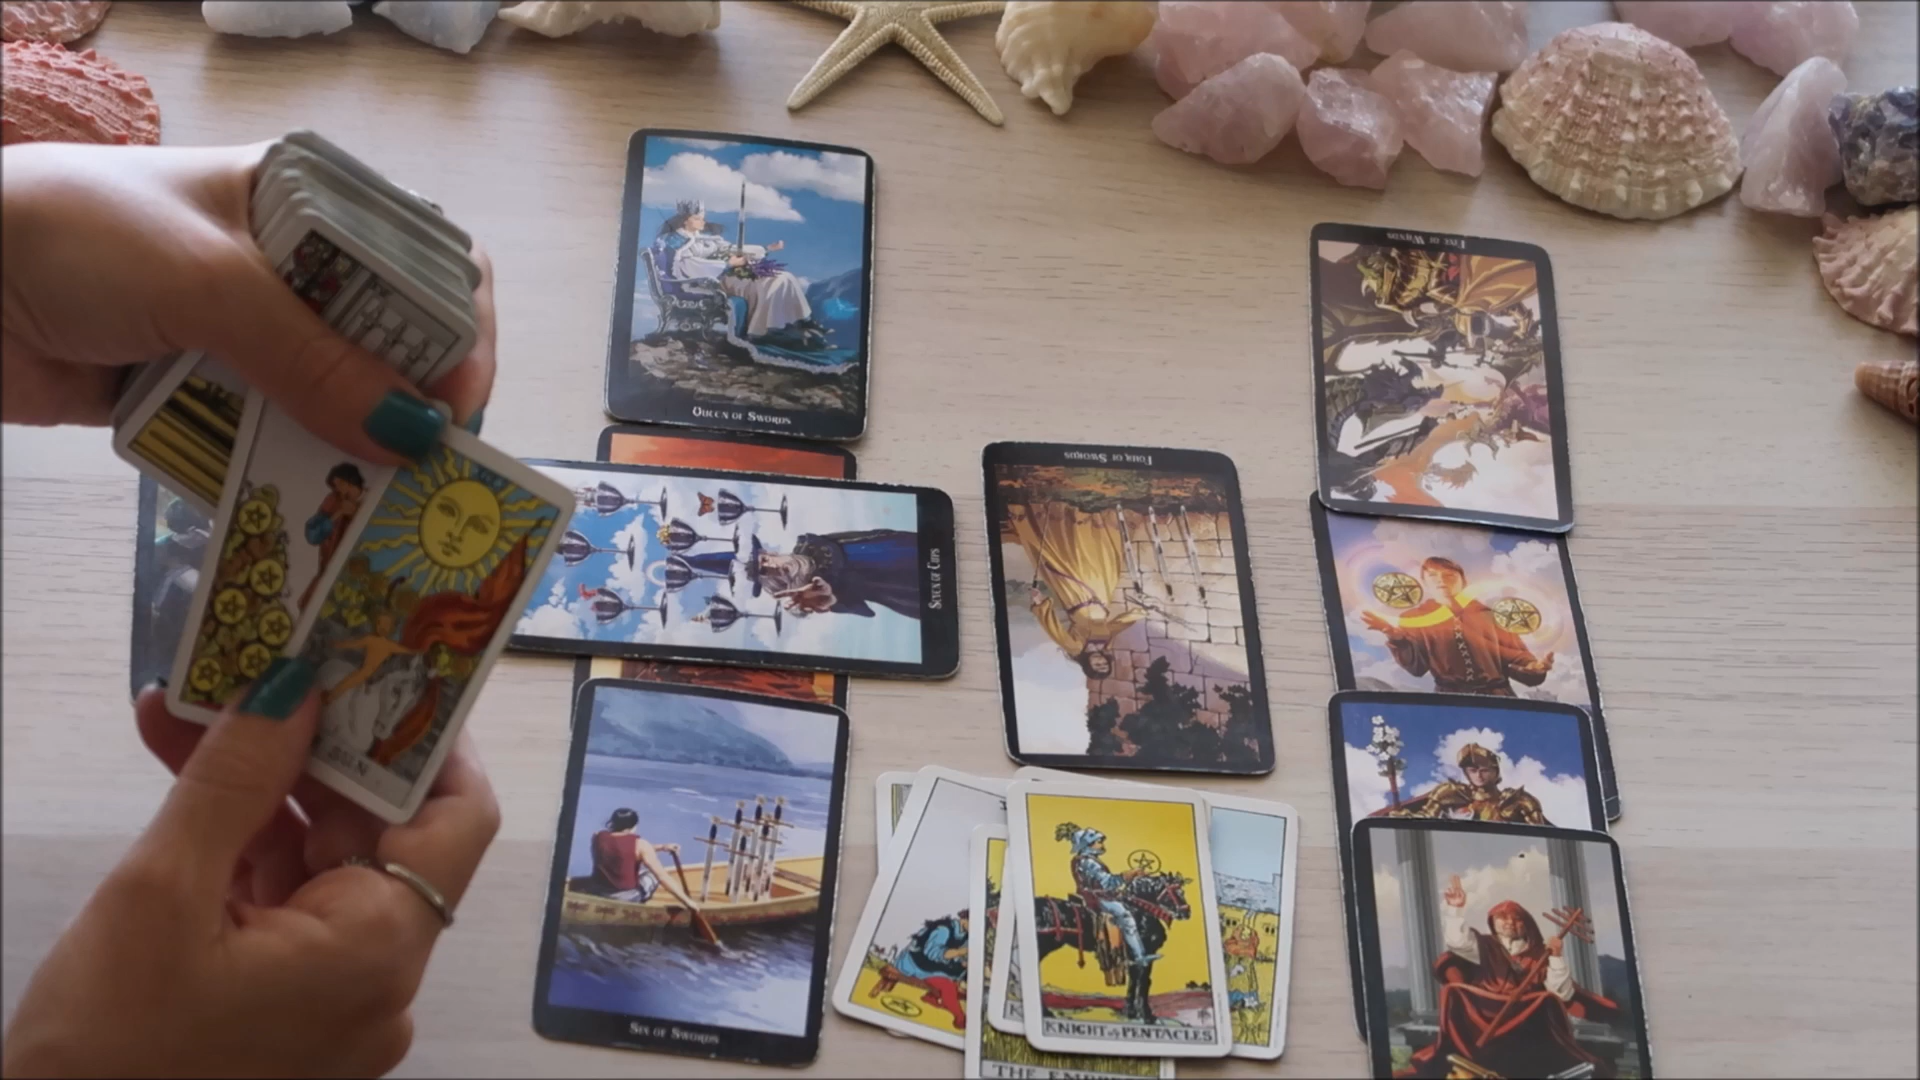 QUEEN OF SWORDS
FIVE OF WANDS
FOUR OF SWORDS
SEVEN OF CUPS
SUN
SIX OF SWORDS
KNIGHT of PENTACLES
THE